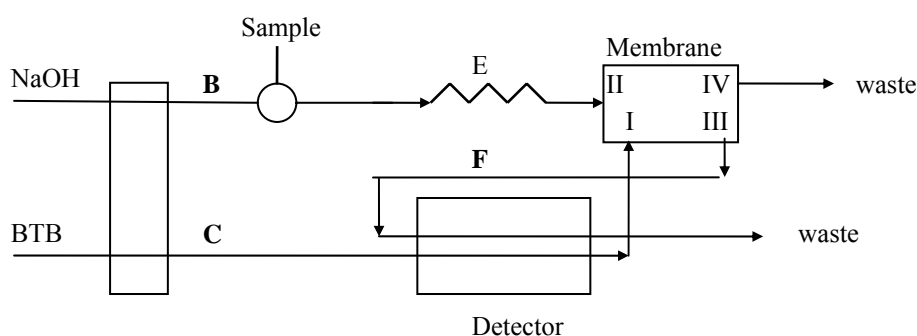 Sample
Membrane
NaOH B E
II IV waste
I III
F
BTB C waste
Detector